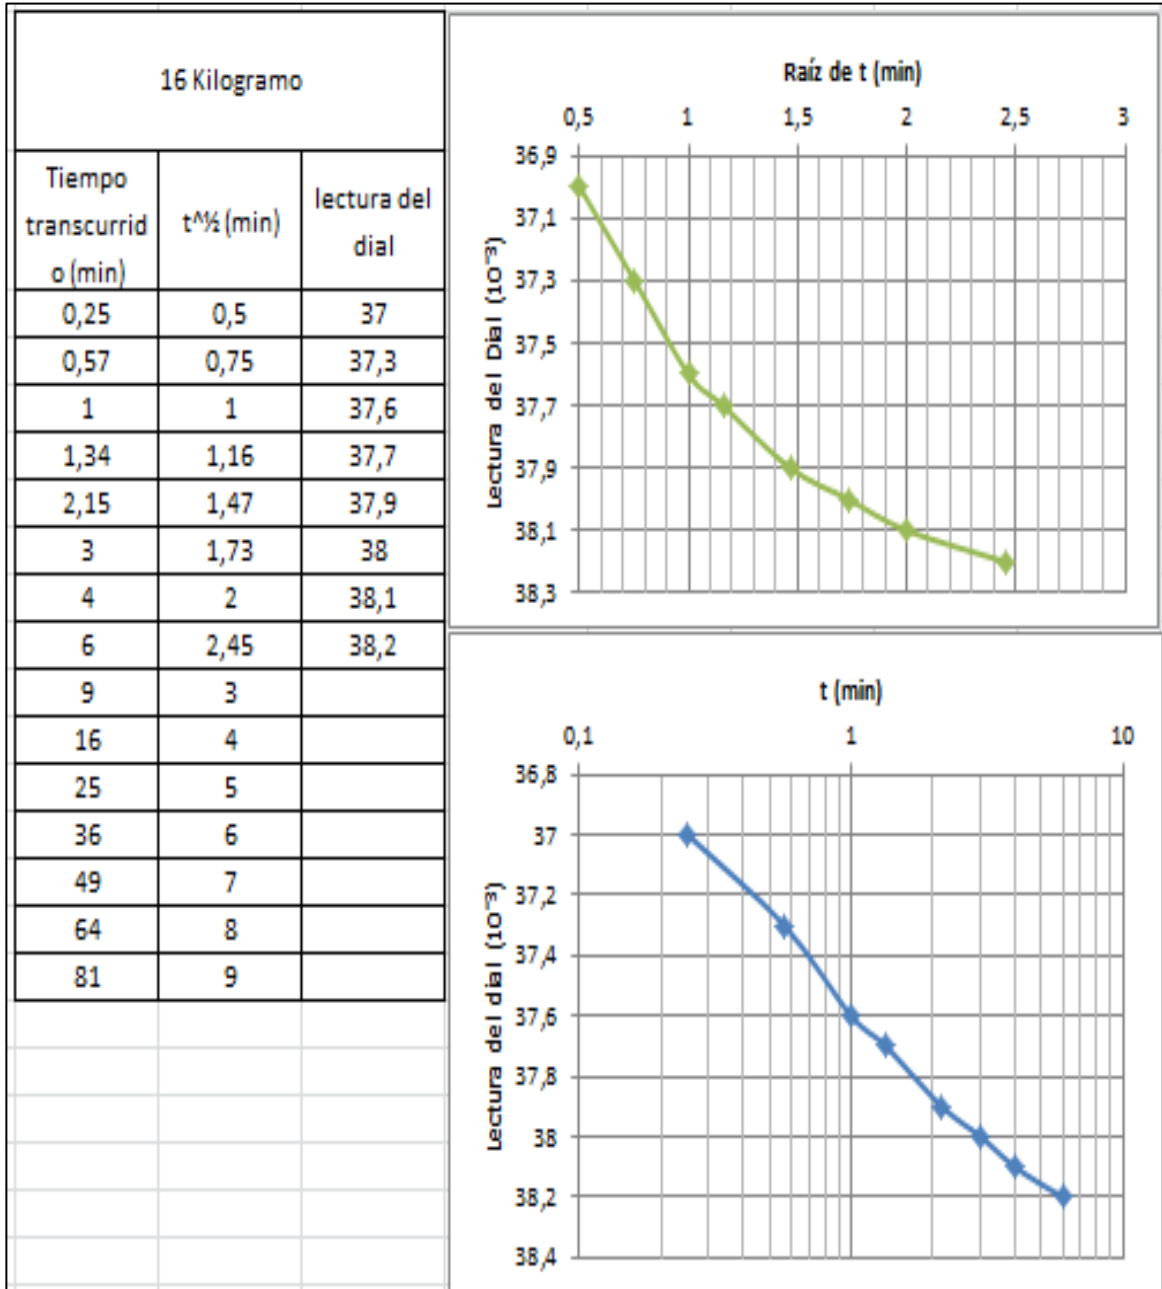 16 Kilogramo
Tiempo
transcurrid
o (min)
t^½ (min)
lectura del
dial
0,25 0,5 37
0,57 0,75 37,3
1 1 37,6
1,34 1,16 37,7
2,15 1,47 37,9
3 1,73 38
4 2 38,1
6 2,45 38,2
9 3
16 4
25 5
36 6
49 7
64 8
81 9
Raíz de t (min)
0,5 1 1,5 2 2,5 3
Lectura del Dial (10⁻³)
36,9
37,1
37,3
37,5
37,7
37,9
38,1
38,3
t (min)
0,1 1 10
Lectura del dial (10⁻³)
36,8
37
37,2
37,4
37,6
37,8
38
38,2
38,4